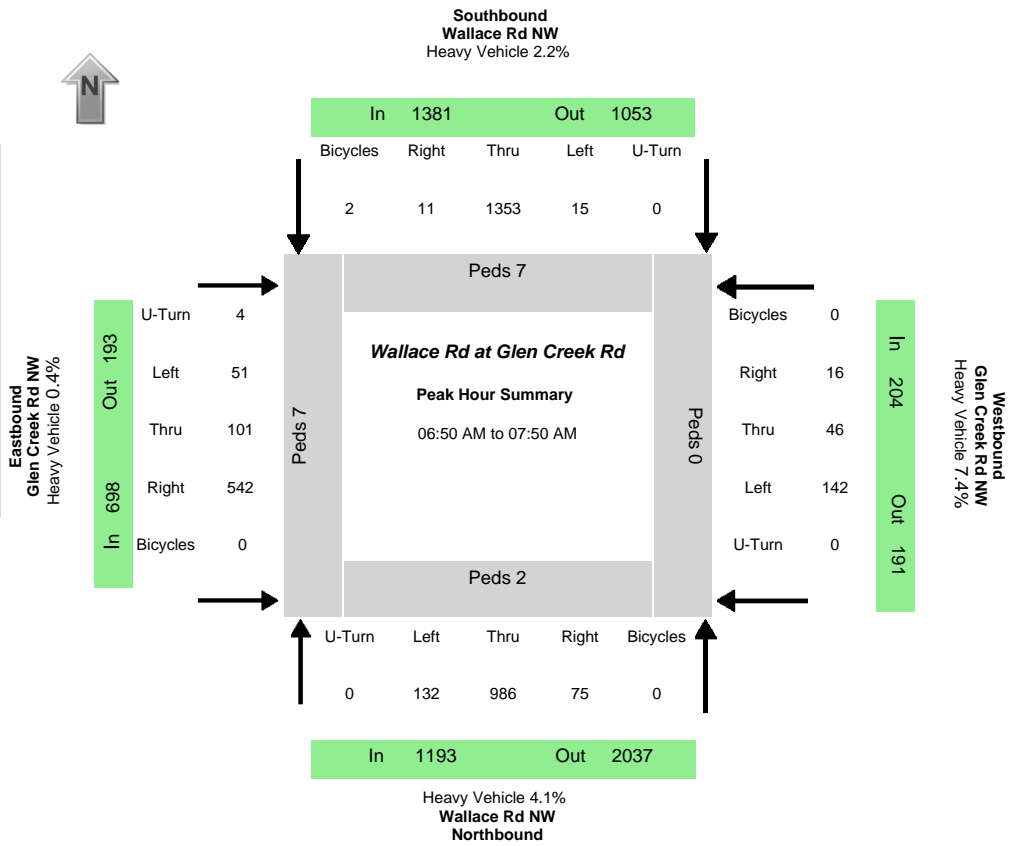 Southbound
Wallace Rd NW
Heavy Vehicle 2.2%
N
In 1381 Out 1053
Bicycles Right Thru Left U-Turn
2 11 1353 15 0
Peds 7
Eastbound
Glen Creek Rd NW
Heavy Vehicle 0.4%
In 698 Out 193
U-Turn 4
Left 51
Thru 101
Right 542
Bicycles 0
Peds 7
Wallace Rd at Glen Creek Rd
Peak Hour Summary
06:50 AM to 07:50 AM
Peds 0
Bicycles 0
Right 16
Thru 46
Left 142
U-Turn 0
In 204 Out 191
Westbound
Glen Creek Rd NW
Heavy Vehicle 7.4%
Peds 2
U-Turn Left Thru Right Bicycles
0 132 986 75 0
In 1193 Out 2037
Heavy Vehicle 4.1%
Wallace Rd NW
Northbound